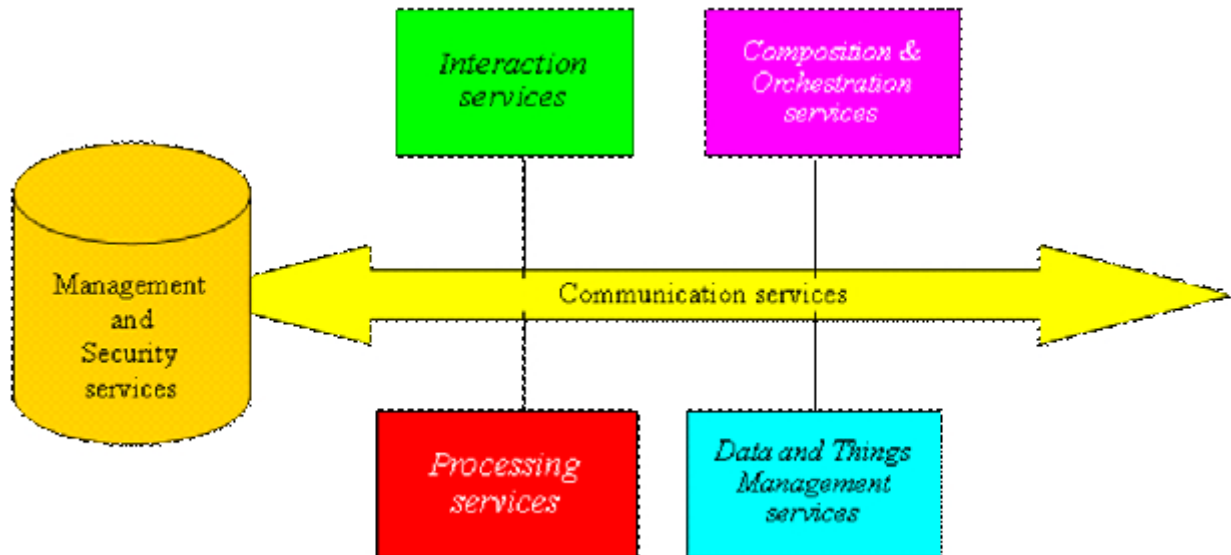 Interaction
services
Composition &
Orchestration
services
Management
and
Security
services
Communication services
Processing
services
Data and Things
Management
services